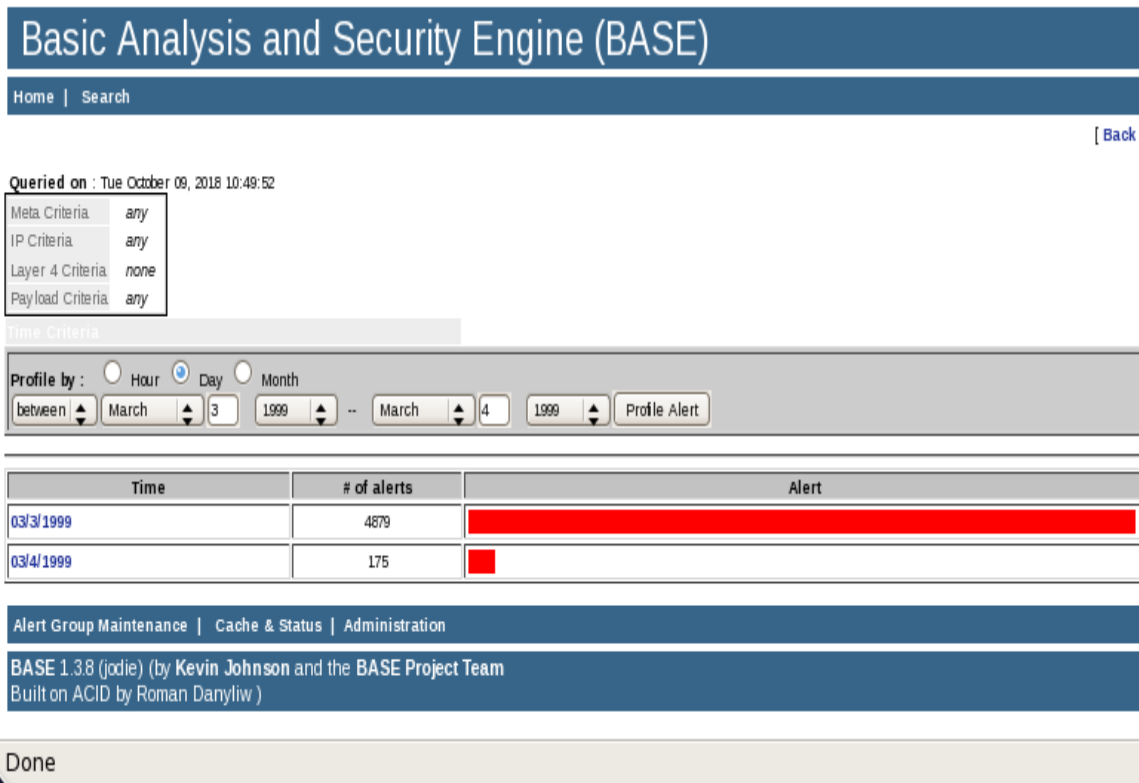 Basic Analysis and Security Engine (BASE)
Home | Search
[ Back
Queried on : Tue October 09, 2018 10:49:52
Meta Criteria any
IP Criteria any
Layer 4 Criteria none
Payload Criteria any
Time Criteria
Profile by : Hour Day Month
between March 3 1999 -- March 4 1999 Profile Alert
Time # of alerts Alert
03/3/1999 4879
03/4/1999 175
Alert Group Maintenance | Cache & Status | Administration
BASE 1.3.8 (jodie) (by Kevin Johnson and the BASE Project Team
Built on ACID by Roman Danyliw )
Done